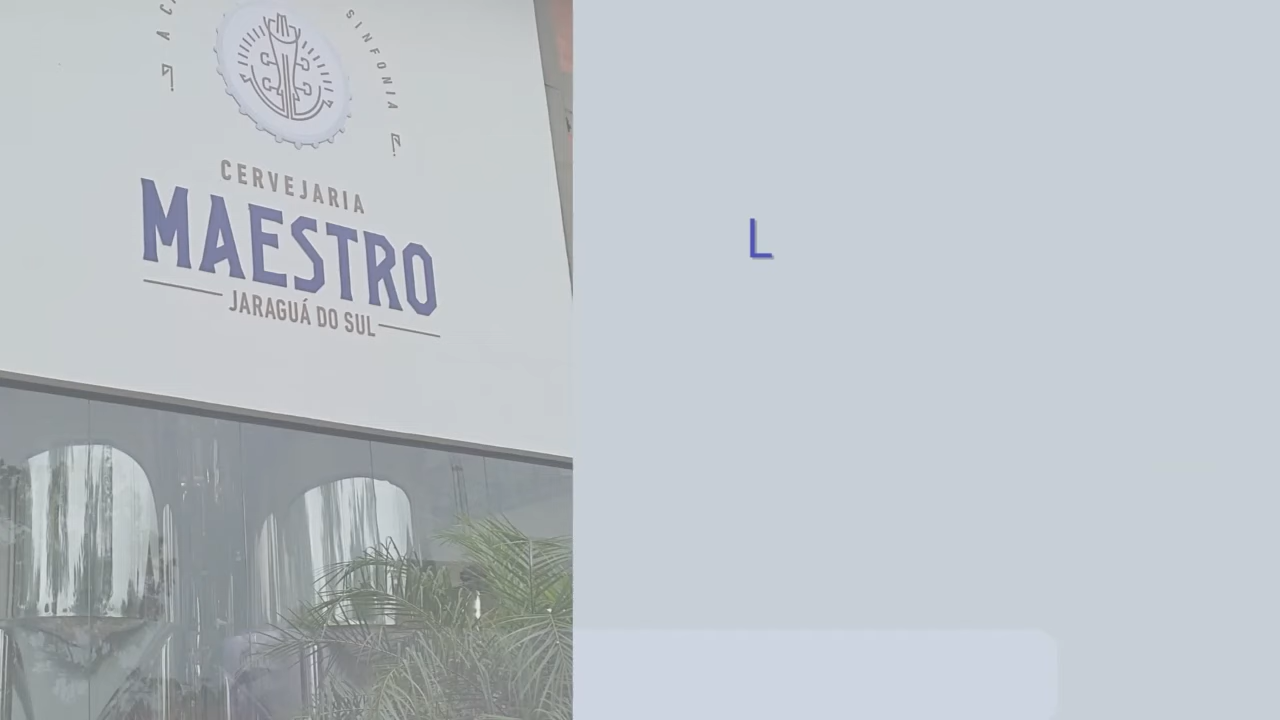 SINFONIA
CERVEJARIA
MAESTRO
JARAGUÁ DO SUL
L